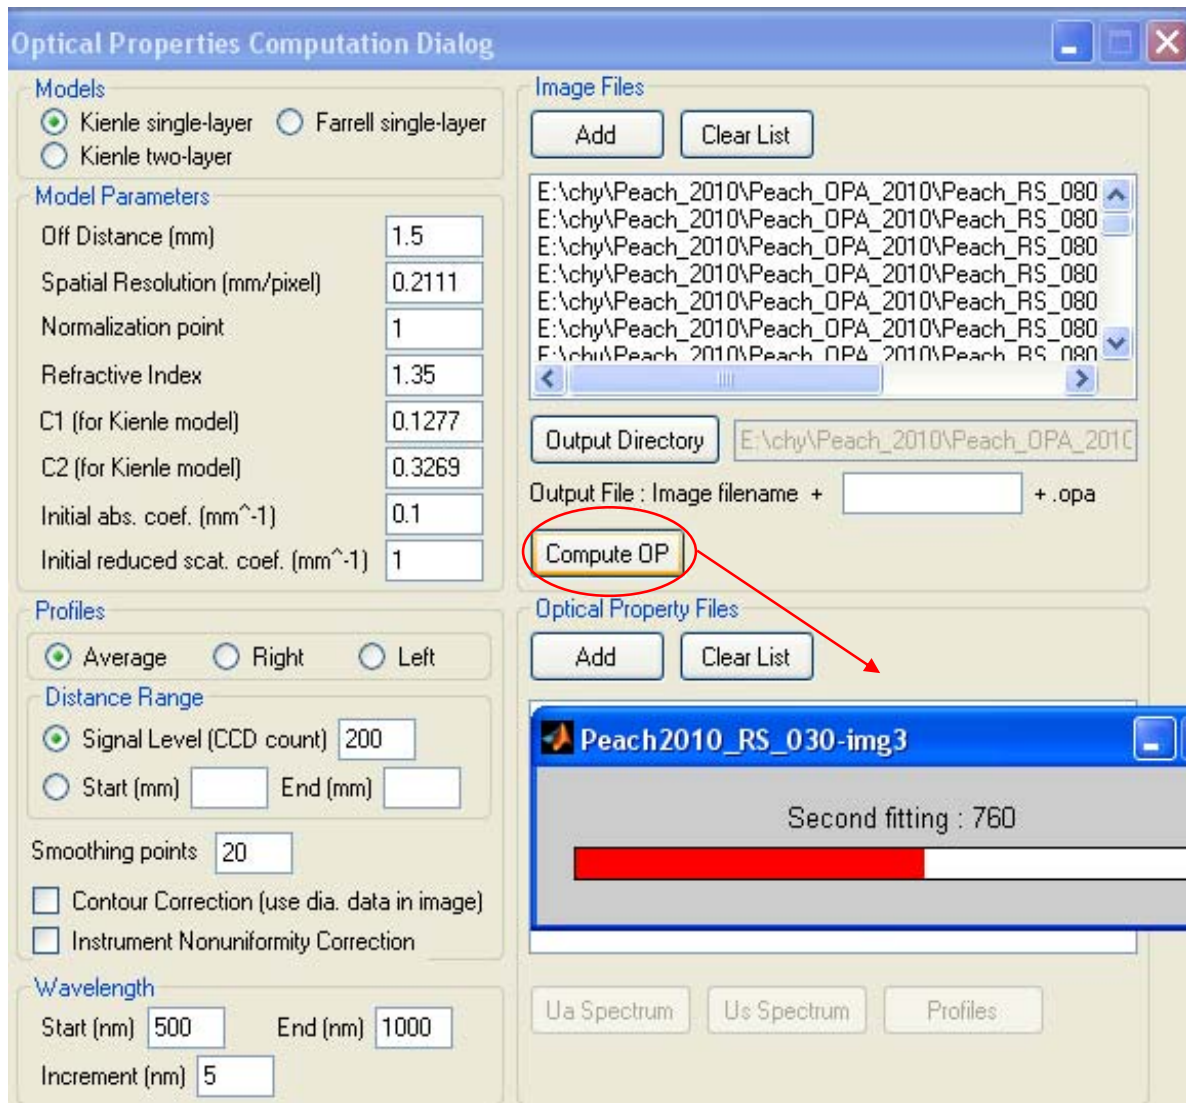 Optical Properties Computation Dialog
Models
Kienle single-layer Farrell single-layer
Kienle two-layer
Model Parameters
Off Distance (mm) 1.5
Spatial Resolution (mm/pixel) 0.2111
Normalization point 1
Refractive Index 1.35
C1 (for Kienle model) 0.1277
C2 (for Kienle model) 0.3269
Initial abs. coef. (mm^-1) 0.1
Initial reduced scat. coef. (mm^-1) 1
Profiles
Average Right Left
Distance Range
Signal Level (CCD count) 200
Start (mm) End (mm)
Smoothing points 20
Contour Correction (use dia. data in image)
Instrument Nonuniformity Correction
Wavelength
Start (nm) 500 End (nm) 1000
Increment (nm) 5
Image Files
Add Clear List
E:\chy\Peach_2010\Peach_OPA_2010\Peach_RS_080
E:\chy\Peach_2010\Peach_OPA_2010\Peach_RS_080
E:\chy\Peach_2010\Peach_OPA_2010\Peach_RS_080
E:\chy\Peach_2010\Peach_OPA_2010\Peach_RS_080
E:\chy\Peach_2010\Peach_OPA_2010\Peach_RS_080
E:\chy\Peach_2010\Peach_OPA_2010\Peach_RS_080
E:\chy\Peach_2010\Peach_OPA_2010\Peach_RS_080
Output Directory E:\chy\Peach_2010\Peach_OPA_2010
Output File : Image filename + + .opa
Compute OP
Optical Property Files
Add Clear List
Peach2010_RS_030-img3
Second fitting : 760
Ua Spectrum Us Spectrum Profiles